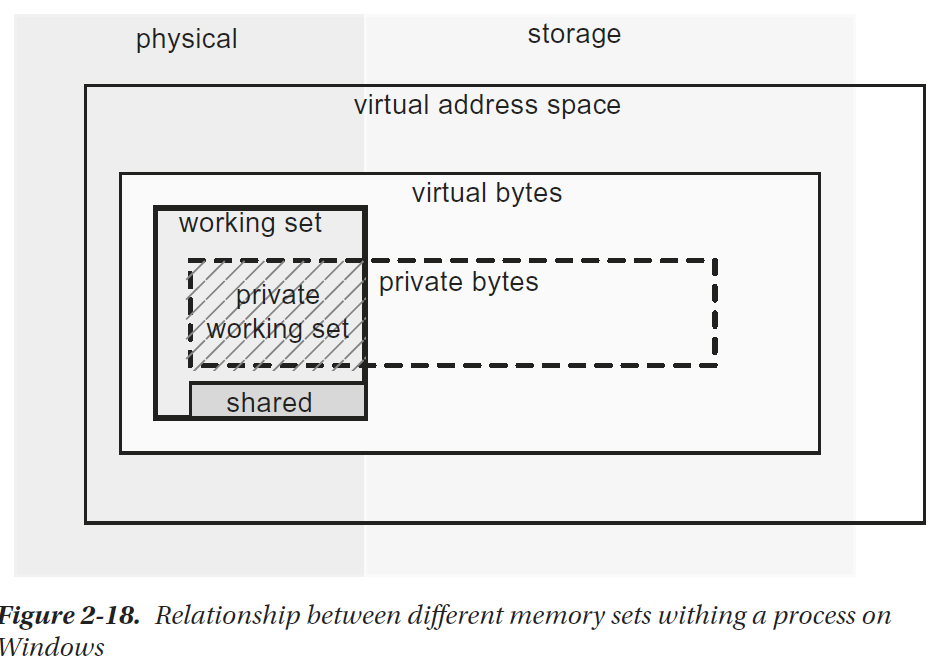 physical
storage
virtual address space
virtual bytes
working set
private bytes
private
working set
shared
Figure 2-18. Relationship between different memory sets withing a process on
Windows